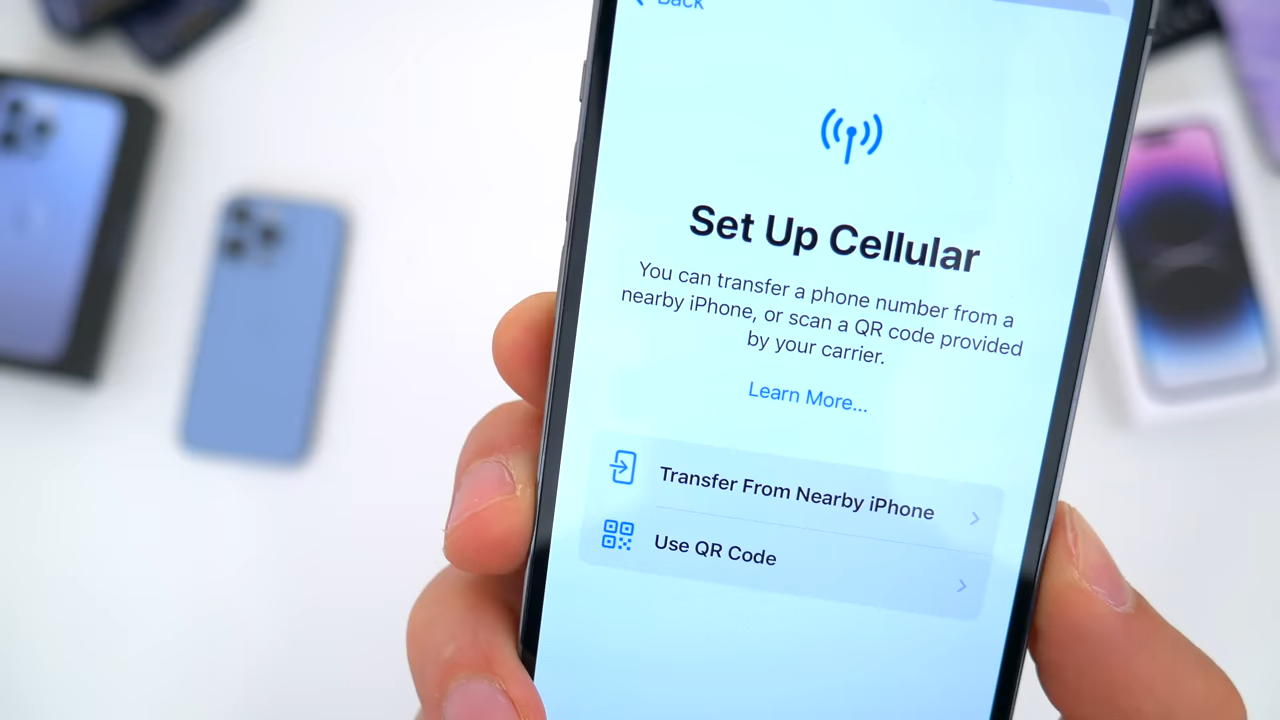 Back
Set Up Cellular
You can transfer a phone number from a
nearby iPhone, or scan a QR code provided
by your carrier.
Learn More...
Transfer From Nearby iPhone
Use QR Code